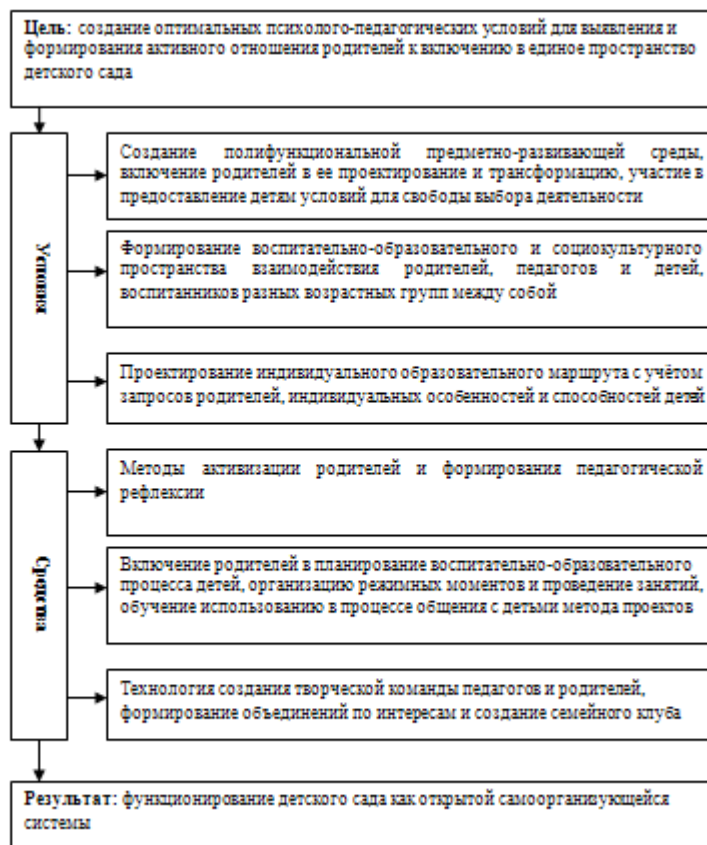 Цель: создание оптимальных психолого-педагогических условий для выявления и
формирования активного отношения родителей к включению в единое пространство
детского сада
Условия
Создание полифункциональной предметно-развивающей среды,
включение родителей в ее проектирование и трансформацию, участие в
предоставление детям условий для свободы выбора деятельности
Формирование воспитательно-образовательного и социокультурного
пространства взаимодействия родителей, педагогов и детей,
воспитанников разных возрастных групп между собой
Проектирование индивидуального образовательного маршрута с учётом
запросов родителей, индивидуальных особенностей и способностей детей
Средства
Методы активизации родителей и формирования педагогической
рефлексии
Включение родителей в планирование воспитательно-образовательного
процесса детей, организацию режимных моментов и проведение занятий,
обучение использованию в процессе общения с детьми метода проектов
Технология создания творческой команды педагогов и родителей,
формирование объединений по интересам и создание семейного клуба
Результат: функционирование детского сада как открытой самоорганизующейся
системы